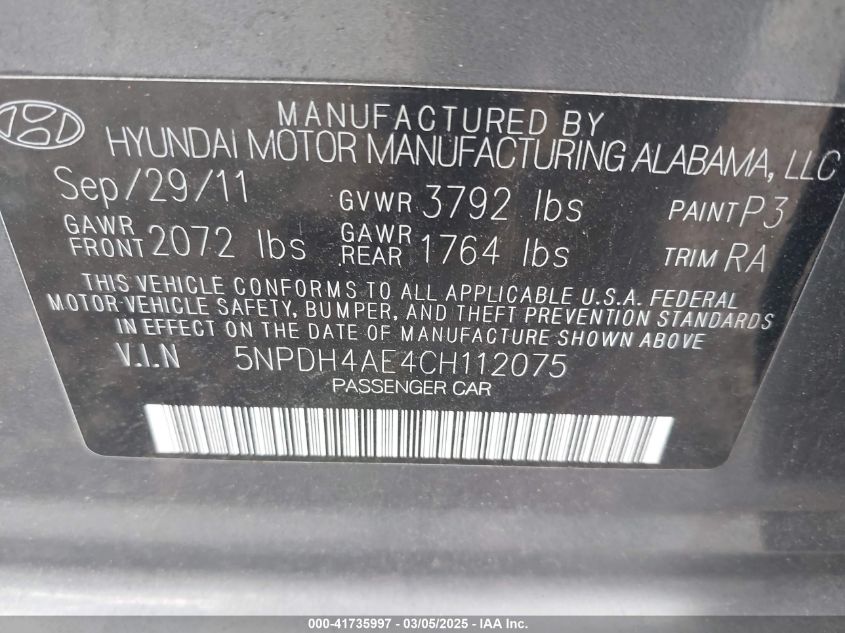 MANUFACTURED BY
HYUNDAI MOTOR MANUFACTURING ALABAMA, LLC
Sep/29/11 GVWR 3792 lbs PAINT P3
GAWR FRONT 2072 lbs GAWR REAR 1764 lbs TRIM RA
THIS VEHICLE CONFORMS TO ALL APPLICABLE U.S.A. FEDERAL
MOTOR-VEHICLE SAFETY, BUMPER, AND THEFT PREVENTION STANDARDS
IN EFFECT ON THE DATE OF MANUFACTURE SHOWN ABOVE
V.I.N 5NPDH4AE4CH112075
PASSENGER CAR
000-41735997 - 03/05/2025 - IAA Inc.